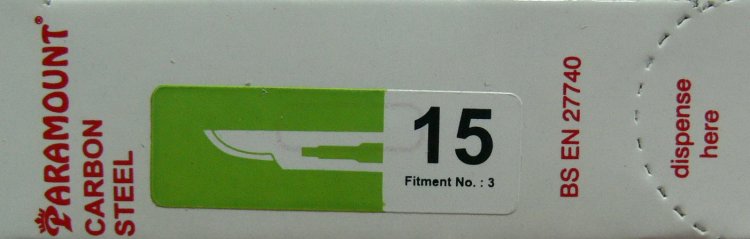 PARAMOUNT®
CARBON
STEEL
15
Fitment No. : 3
BS EN 27740
dispense
here